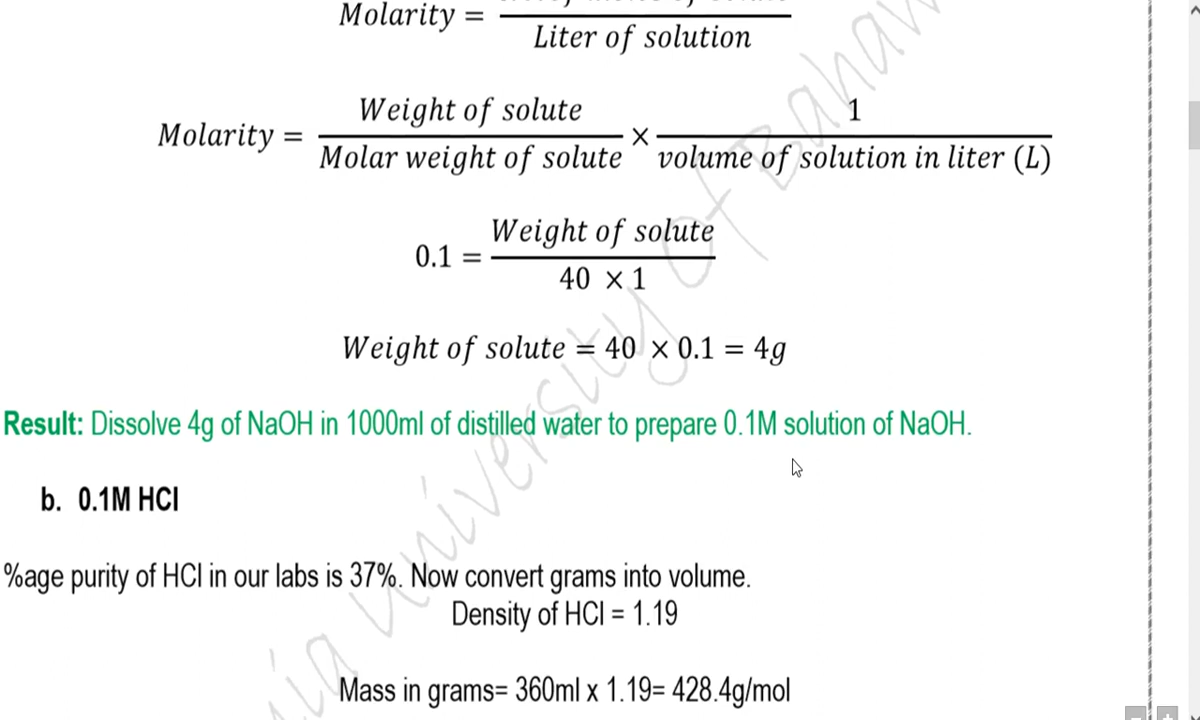 Molarity =
Liter of solution
Molarity = Weight of solute / Molar weight of solute × 1 / volume of solution in liter (L)
0.1 = Weight of solute / 40 × 1
Weight of solute = 40 × 0.1 = 4g
Result: Dissolve 4g of NaOH in 1000ml of distilled water to prepare 0.1M solution of NaOH.
b. 0.1M HCl
%age purity of HCl in our labs is 37%. Now convert grams into volume.
Density of HCl = 1.19
Mass in grams= 360ml x 1.19= 428.4g/mol
university of Bahaw